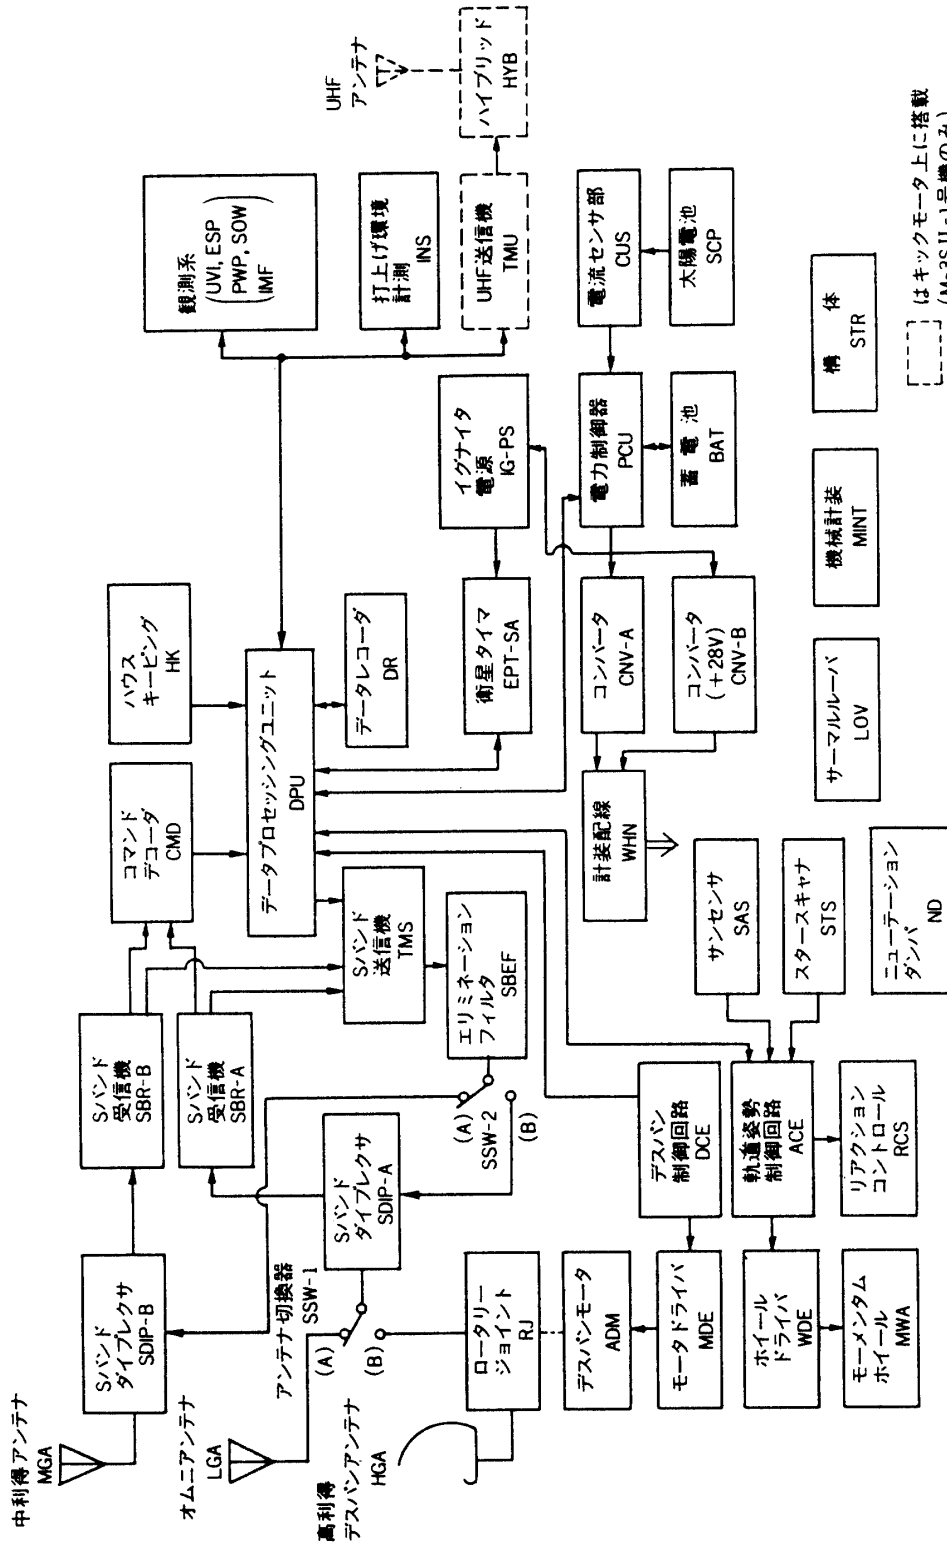 中利得アンテナ
MGA
Sバンド
ダイプレクサ
SDIP-B
Sバンド
受信機
SBR-B
コマンド
デコーダ
CMD
ハウス
キーピング
HK
観測系
UVI, ESP
PWP, SOW
IMF
UHF
アンテナ
オムニアンテナ
LGA
アンテナ切換器
SSW-1
(A)
(B)
Sバンド
受信機
SBR-A
Sバンド
ダイプレクサ
SDIP-A
データプロセッシングユニット
DPU
Sバンド
送信機
TMS
データレコーダ
DR
打上げ環境
計測
INS
ハイブリッド
HYB
UHF送信機
TMU
エリミネーション
フィルタ
SBEF
(A)
SSW-2
(B)
イグナイタ
電源
IG-PS
衛星タイマ
EPT-SA
高利得
デスパンアンテナ
HGA
ロータリー
ジョイント
RJ
デスパンモータ
ADM
モータドライバ
MDE
デスパン
制御回路
DCE
電流センサ部
CUS
太陽電池
SCP
電力制御器
PCU
蓄電池
BAT
コンバータ
CNV-A
コンバータ
(+28V)
CNV-B
計装配線
WHN
ホイール
ドライバ
WDE
モーメンタム
ホイール
MWA
軌道姿勢
制御回路
ACE
リアクション
コントロール
RCS
サンセンサ
SAS
スタースキャナ
STS
ニューテーション
ダンパ
ND
サーマルルーバ
LOV
機械計装
MINT
構体
STR
はキックモータ上に搭載
(M-3SⅡ-1号機のみ)